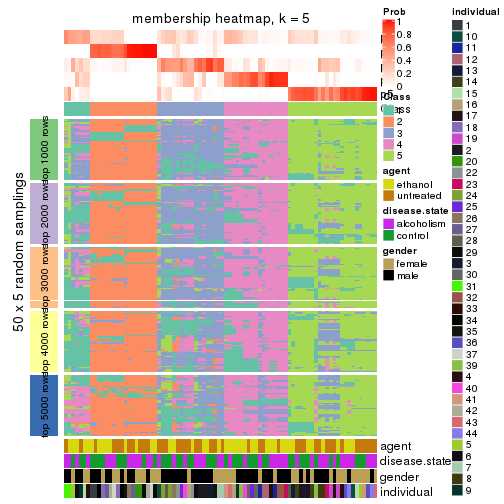 membership heatmap, k = 5
50 x 5 random samplings
top 1000 rows
top 2000 rows
top 3000 rows
top 4000 rows
top 5000 rows
agent
disease.state
gender
individual
Prob
1
0.8
0.6
0.4
0.2
0
Class
1
2
3
4
5
agent
ethanol
untreated
disease.state
alcoholism
control
gender
female
male
individual
1
10
11
12
13
14
15
16
17
18
19
2
20
22
23
24
25
26
27
28
29
3
30
31
32
33
34
35
36
37
39
4
40
41
42
43
44
5
6
7
8
9